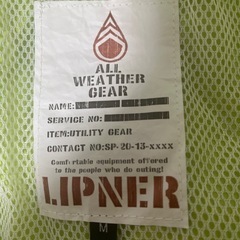 ALL
WEATHER
GEAR
NAME:
SERVICE NO:
ITEM:UTILITY GEAR
CONTACT NO:SP-20-13-xxxx
Comfortable equipment offered
to the people who do outing!
LIPNER
M